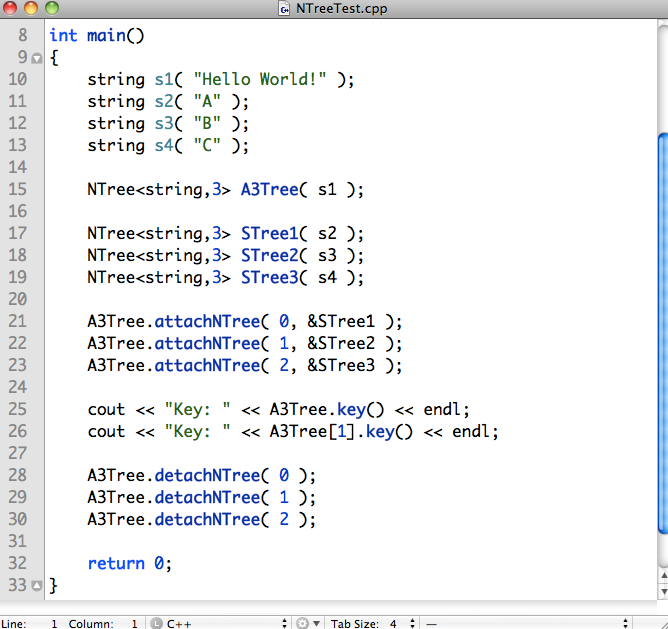 NTreeTest.cpp
8 int main()
9 {
10     string s1( "Hello World!" );
11     string s2( "A" );
12     string s3( "B" );
13     string s4( "C" );
14
15     NTree<string,3> A3Tree( s1 );
16
17     NTree<string,3> STree1( s2 );
18     NTree<string,3> STree2( s3 );
19     NTree<string,3> STree3( s4 );
20
21     A3Tree.attachNTree( 0, &STree1 );
22     A3Tree.attachNTree( 1, &STree2 );
23     A3Tree.attachNTree( 2, &STree3 );
24
25     cout << "Key: " << A3Tree.key() << endl;
26     cout << "Key: " << A3Tree[1].key() << endl;
27
28     A3Tree.detachNTree( 0 );
29     A3Tree.detachNTree( 1 );
30     A3Tree.detachNTree( 2 );
31
32     return 0;
33 }
Line: 1 Column: 1 L C++ Tab Size: 4 —